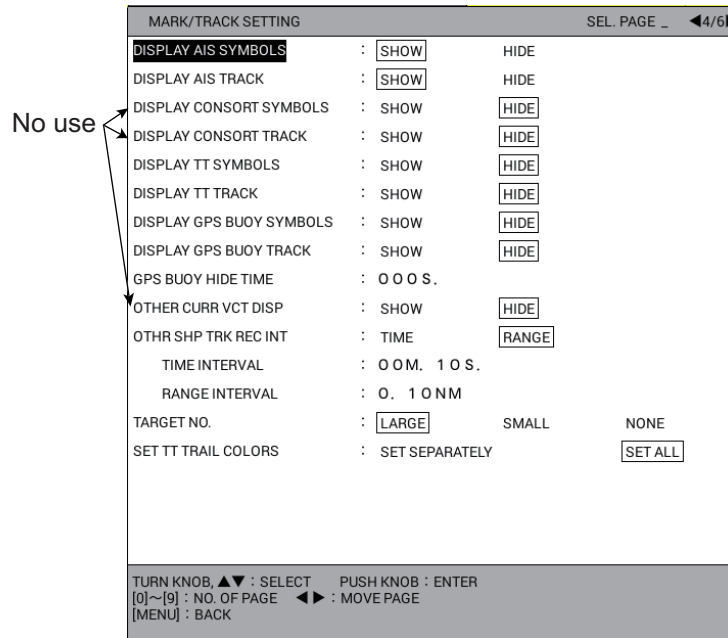 MARK/TRACK SETTING SEL. PAGE _ ◀4/6
DISPLAY AIS SYMBOLS : SHOW HIDE
DISPLAY AIS TRACK : SHOW HIDE
DISPLAY CONSORT SYMBOLS : SHOW HIDE
No use
DISPLAY CONSORT TRACK : SHOW HIDE
DISPLAY TT SYMBOLS : SHOW HIDE
DISPLAY TT TRACK : SHOW HIDE
DISPLAY GPS BUOY SYMBOLS : SHOW HIDE
DISPLAY GPS BUOY TRACK : SHOW HIDE
GPS BUOY HIDE TIME : 000S.
OTHER CURR VCT DISP : SHOW HIDE
OTHR SHP TRK REC INT : TIME RANGE
TIME INTERVAL : 00M. 10S.
RANGE INTERVAL : 0. 10NM
TARGET NO. : LARGE SMALL NONE
SET TT TRAIL COLORS : SET SEPARATELY SET ALL
TURN KNOB, ▲▼ : SELECT PUSH KNOB : ENTER
[0]~[9] : NO. OF PAGE ◀ ▶ : MOVE PAGE
[MENU] : BACK